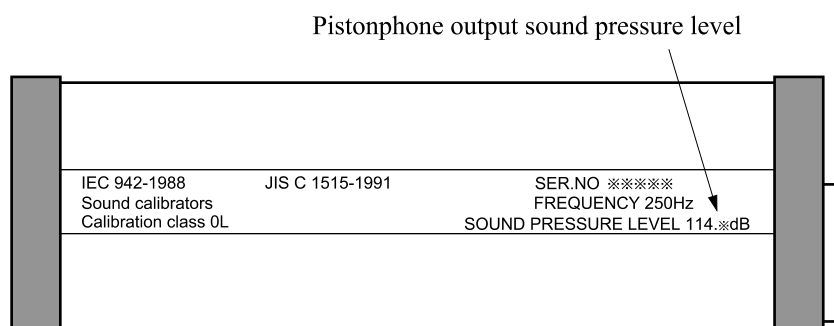 Pistonphone output sound pressure level
IEC 942-1988 JIS C 1515-1991 SER.NO ※※※※※
Sound calibrators FREQUENCY 250Hz
Calibration class 0L SOUND PRESSURE LEVEL 114.※dB